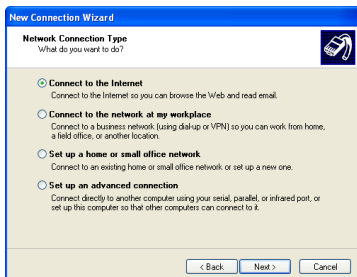 New Connection Wizard
Network Connection Type
What do you want to do?
Connect to the Internet
Connect to the Internet so you can browse the Web and read email.
Connect to the network at my workplace
Connect to a business network (using dial-up or VPN) so you can work from home,
a field office, or another location.
Set up a home or small office network
Connect to an existing home or small office network or set up a new one.
Set up an advanced connection
Connect directly to another computer using your serial, parallel, or infrared port, or
set up this computer so that other computers can connect to it.
< Back
Next >
Cancel